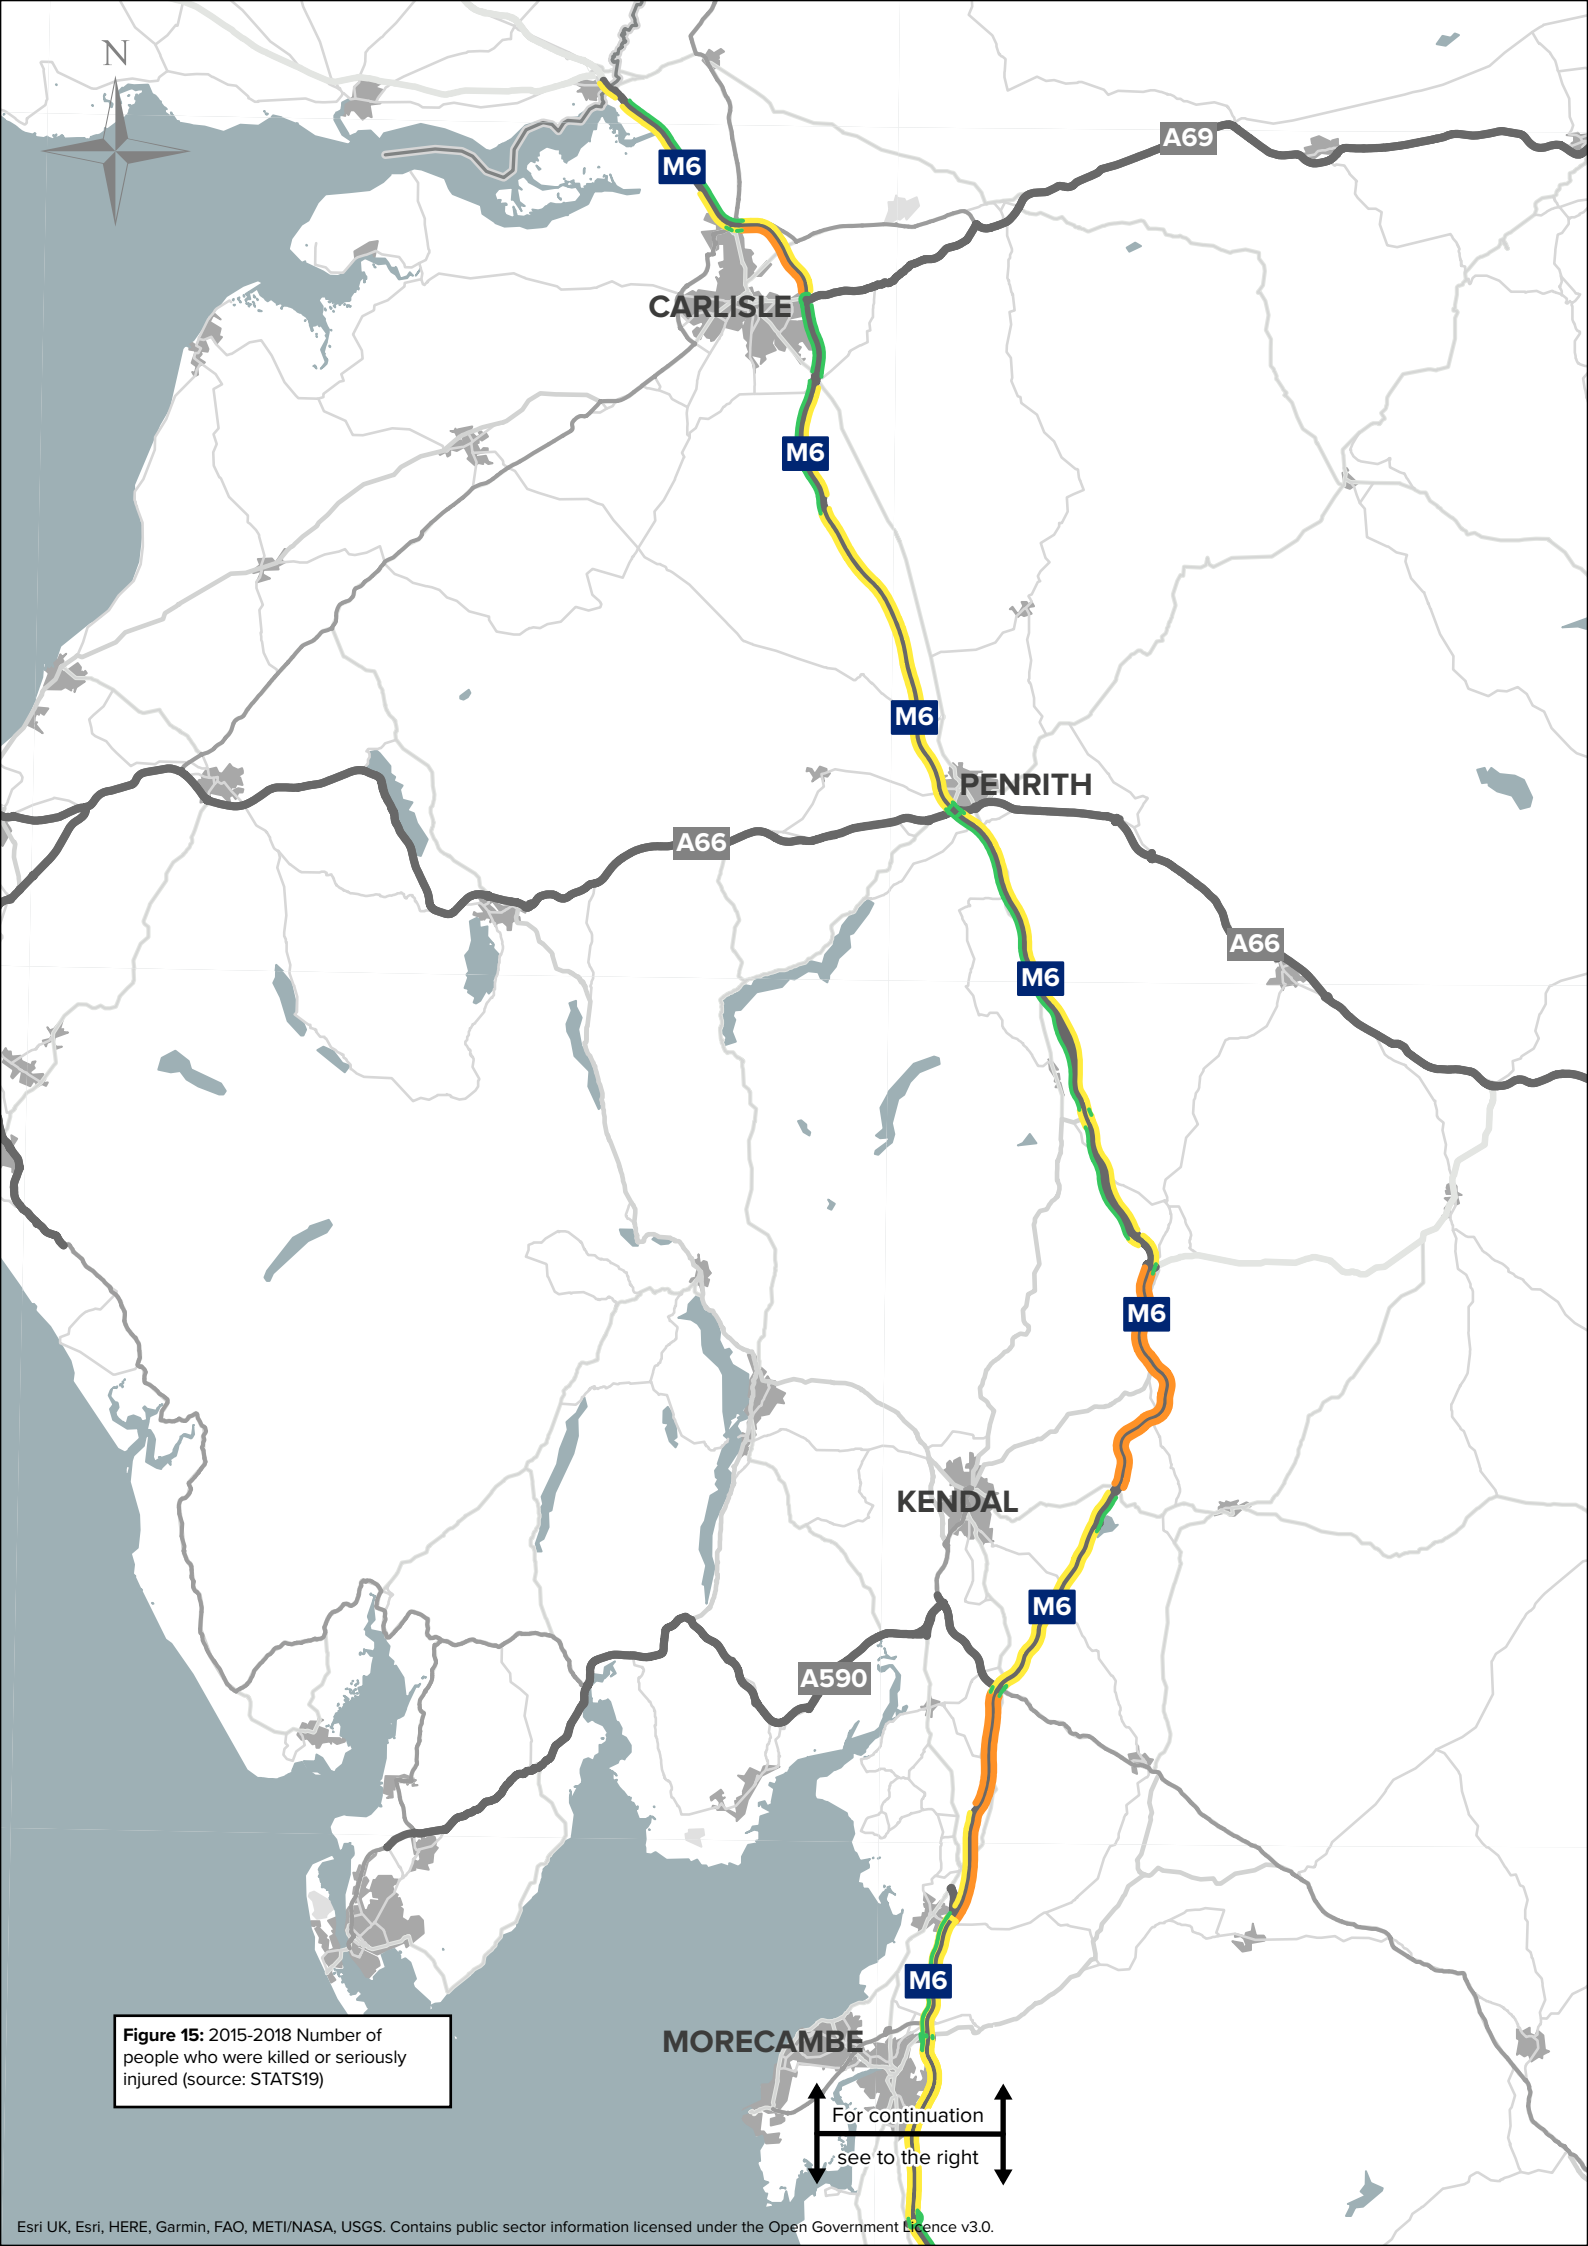 N
A69
M6
CARLISLE
M6
M6
PENRITH
A66
A66
M6
M6
KENDAL
M6
A590
M6
Figure 15: 2015-2018 Number of
people who were killed or seriously
injured (source: STATS19)
MORECAMBE
For continuation
see to the right
Esri UK, Esri, HERE, Garmin, FAO, METI/NASA, USGS. Contains public sector information licensed under the Open Government Licence v3.0.